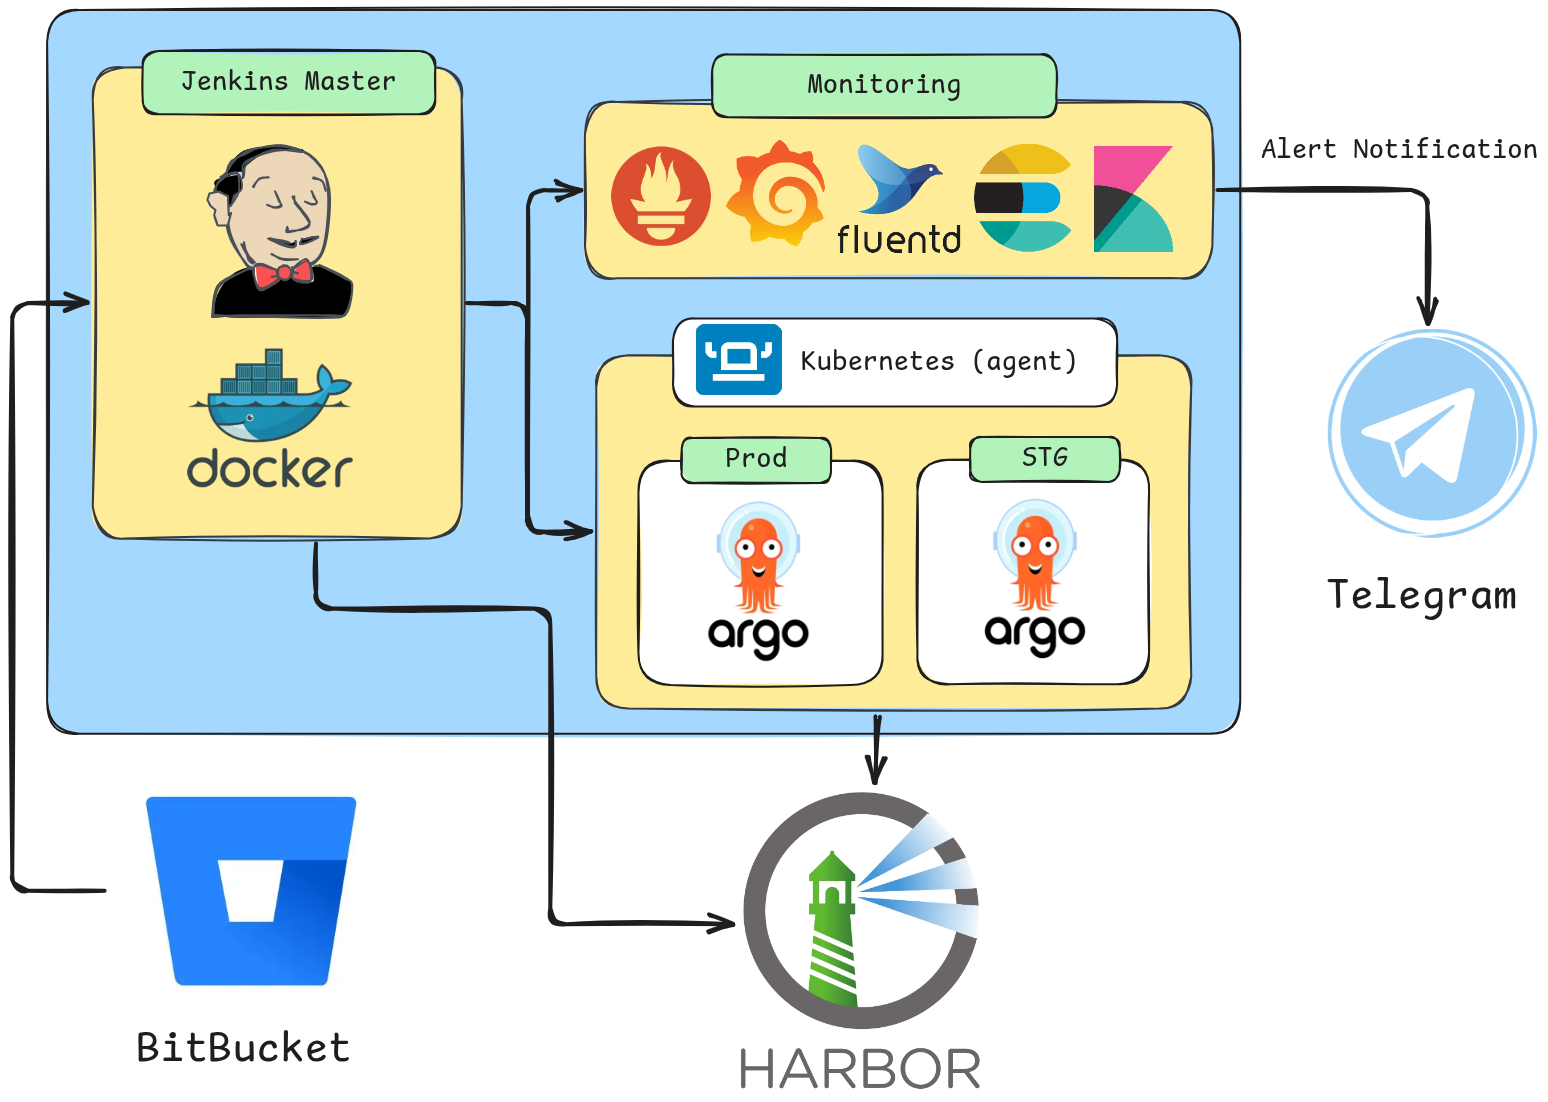 Jenkins Master
Monitoring
Alert Notification
fluentd
Kubernetes (agent)
docker
Prod
STG
argo
argo
Telegram
BitBucket
HARBOR